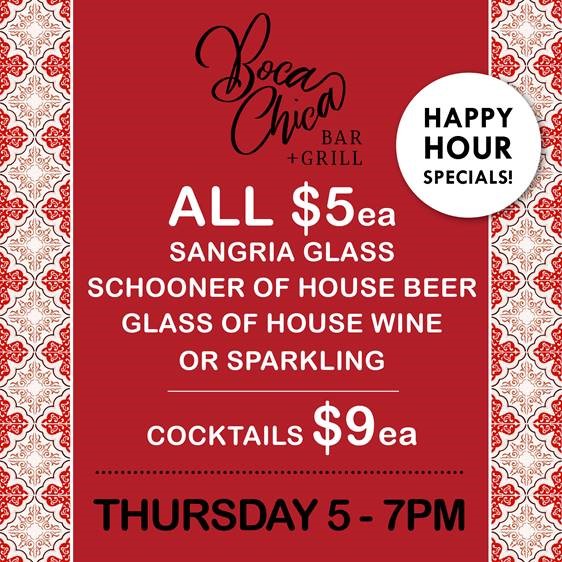 Boca
Chica
BAR
+GRILL
HAPPY
HOUR
SPECIALS!
ALL $5ea
SANGRIA GLASS
SCHOONER OF HOUSE BEER
GLASS OF HOUSE WINE
OR SPARKLING
COCKTAILS $9ea
THURSDAY 5 - 7PM